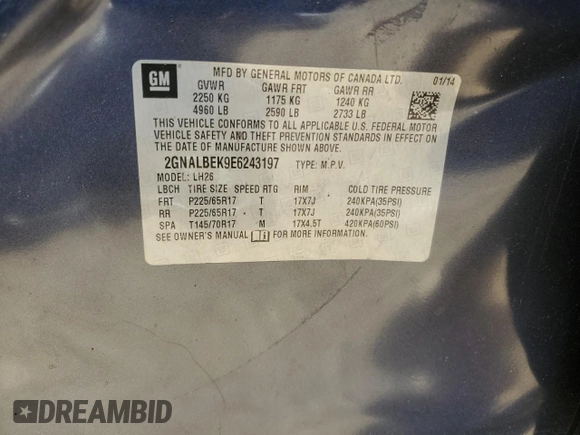 GM
MFD BY GENERAL MOTORS OF CANADA LTD. 01/14
GVWR GAWR FRT GAWR RR
2250 KG 1175 KG 1240 KG
4960 LB 2590 LB 2733 LB
THIS VEHICLE CONFORMS TO ALL APPLICABLE U.S. FEDERAL MOTOR
VEHICLE SAFETY AND THEFT PREVENTION STANDARDS IN EFFECT ON
THE DATE OF MANUFACTURE SHOWN ABOVE.
2GNALBEK9E6243197 TYPE: M.P.V.
MODEL: LH26
LBCH TIRE SIZE SPEED RTG RIM COLD TIRE PRESSURE
FRT P225/65R17 T 17X7J 240KPA(35PSI)
RR P225/65R17 T 17X7J 240KPA(35PSI)
SPA T145/70R17 M 17X4.5T 420KPA(60PSI)
SEE OWNER'S MANUAL i FOR MORE INFORMATION.
DREAMBID